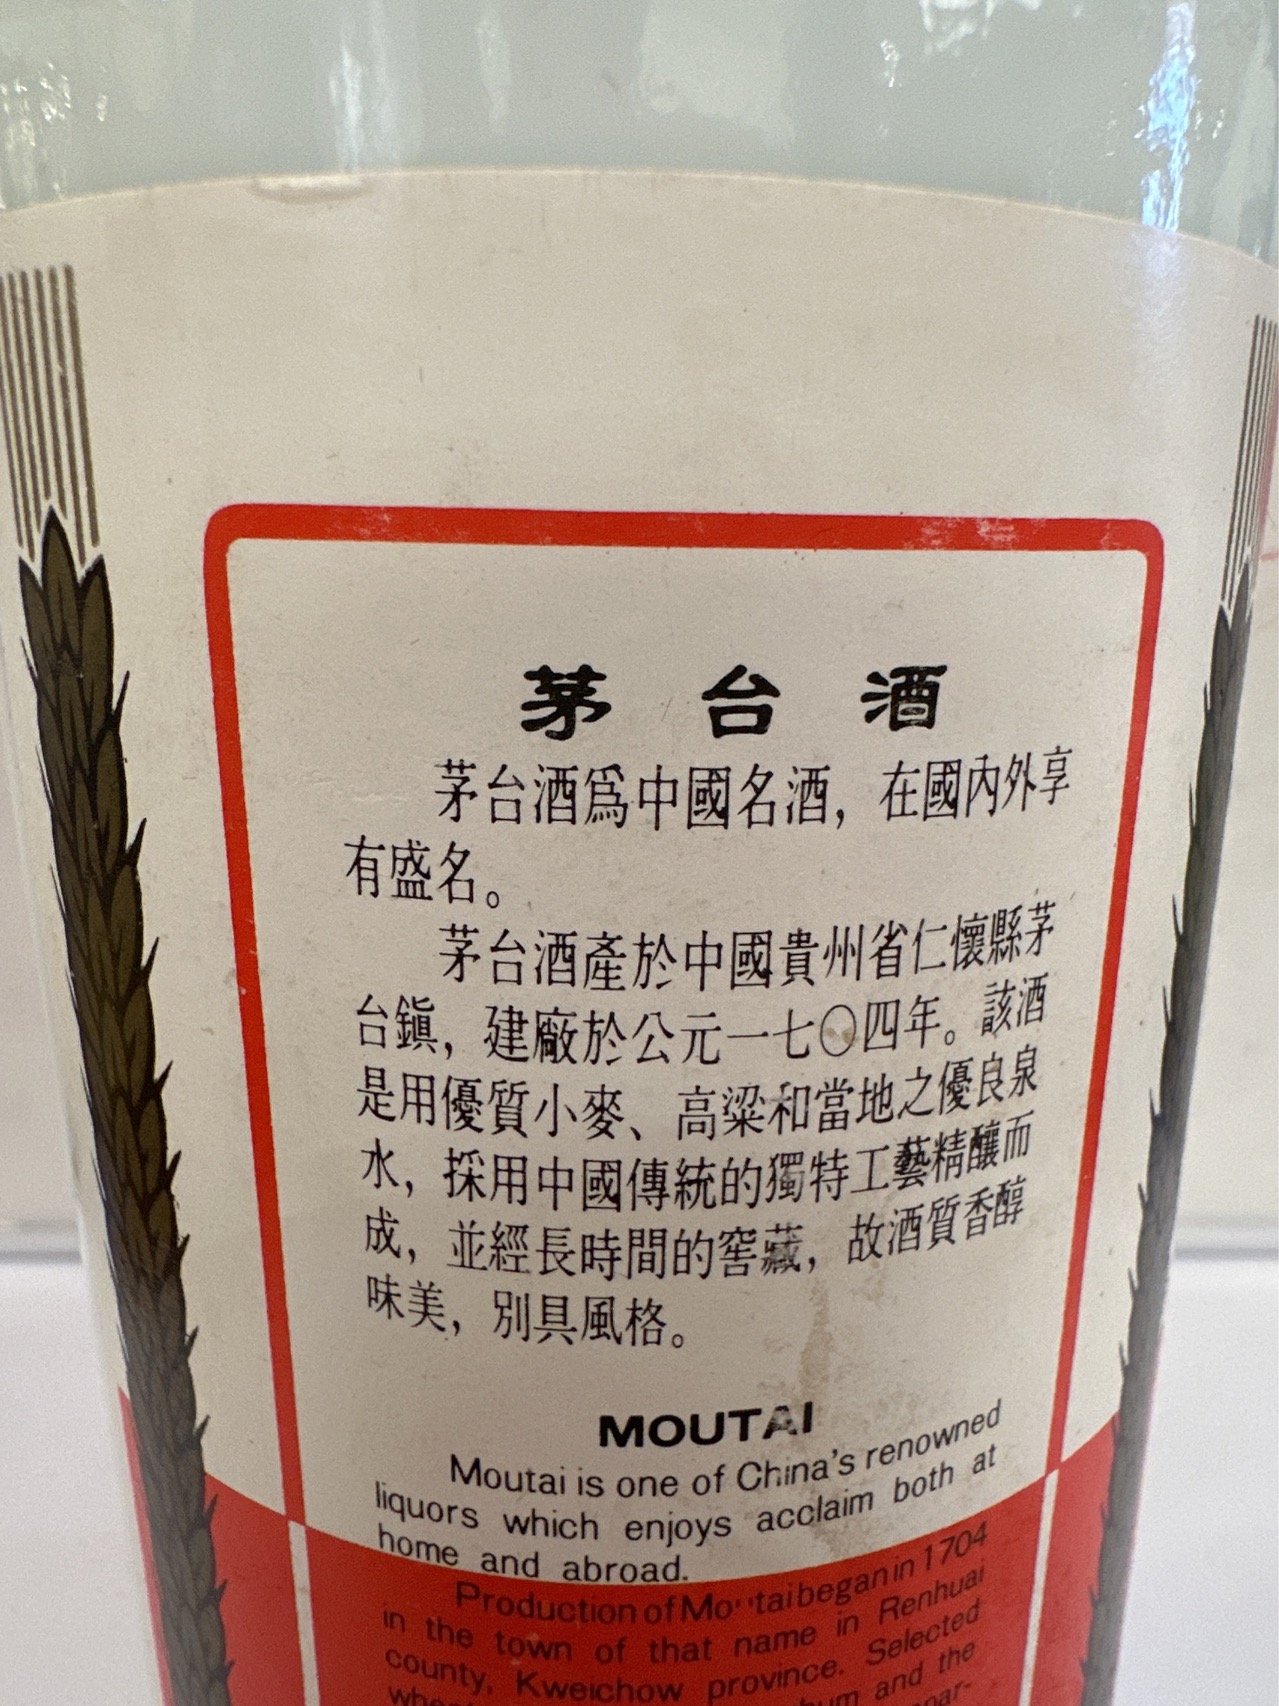 茅台酒
茅台酒爲中國名酒，在國內外享
有盛名。
茅台酒產於中國貴州省仁懷縣茅
台鎮，建廠於公元一七〇四年。該酒
是用優質小麥、高粱和當地之優良泉
水，採用中國傳統的獨特工藝精釀而
成，並經長時間的窖藏，故酒質香醇
味美，別具風格。
MOUTAI
Moutai is one of China's renowned
liquors which enjoys acclaim both at
home and abroad.
Production of Moutai began in 1704
in the town of that name in Renhuai
county, Kweichow province. Selected
and the